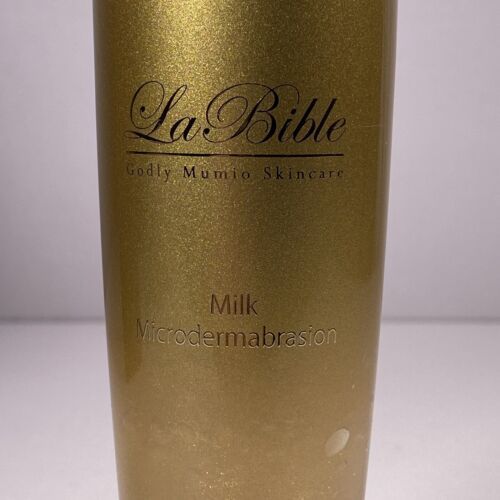 La Bible
Godly Mumio Skincare
Milk
Microdermabrasion